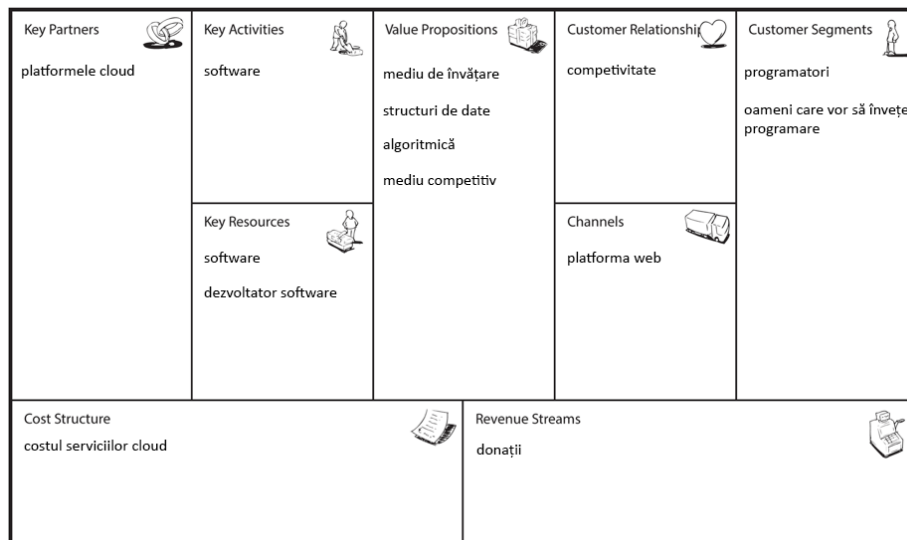 Key Partners
platformele cloud
Key Activities
software
Key Resources
software
dezvoltator software
Value Propositions
mediu de învățare
structuri de date
algoritmică
mediu competitiv
Customer Relationship
competivitate
Channels
platforma web
Customer Segments
programatori
oameni care vor să învețe
programare
Cost Structure
costul serviciilor cloud
Revenue Streams
donații